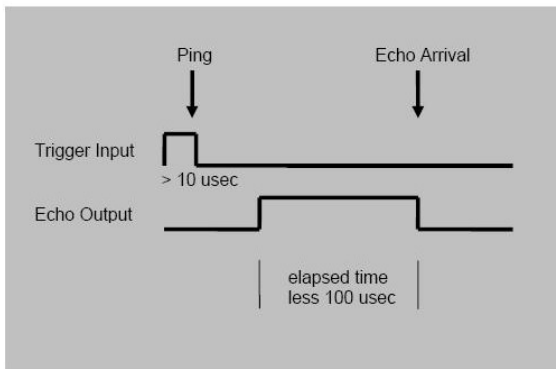 Ping
Echo Arrival
Trigger Input
> 10 usec
Echo Output
elapsed time
less 100 usec